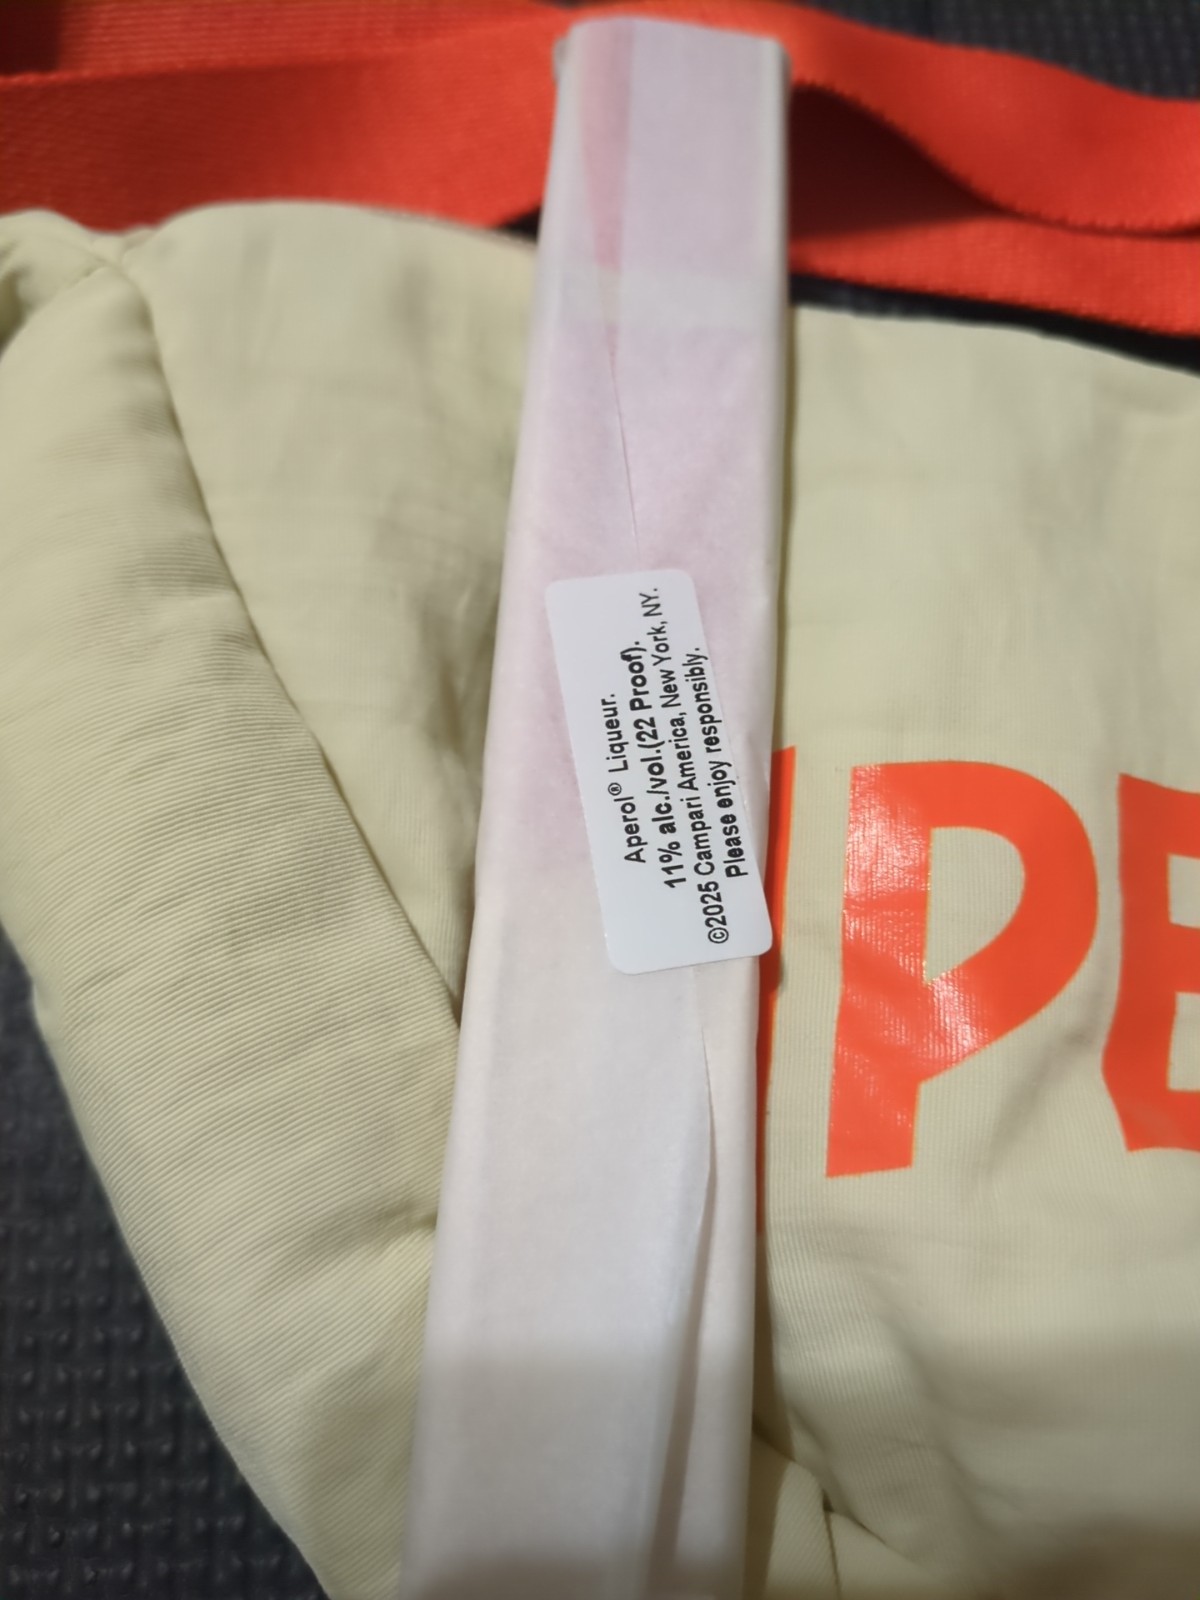 Aperol® Liqueur.
11% alc./vol.(22 Proof).
©2025 Campari America, New York, NY.
Please enjoy responsibly.
PE